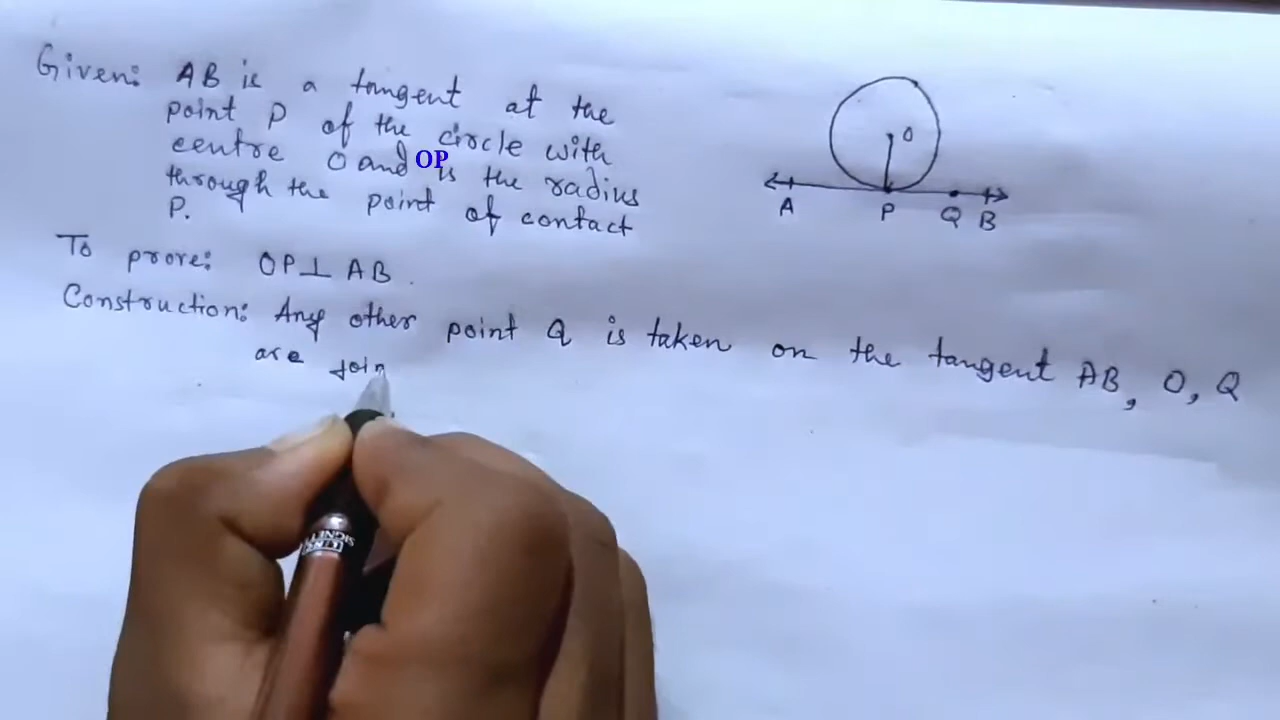 Given: AB is a tangent at the
point P of the circle with
centre O and OP is the radius
through the point of contact
P.
To prove: OP⊥AB.
Construction: Any other point Q is taken on the tangent AB, O, Q
are join
O
A P Q B
LINC
SIGNET